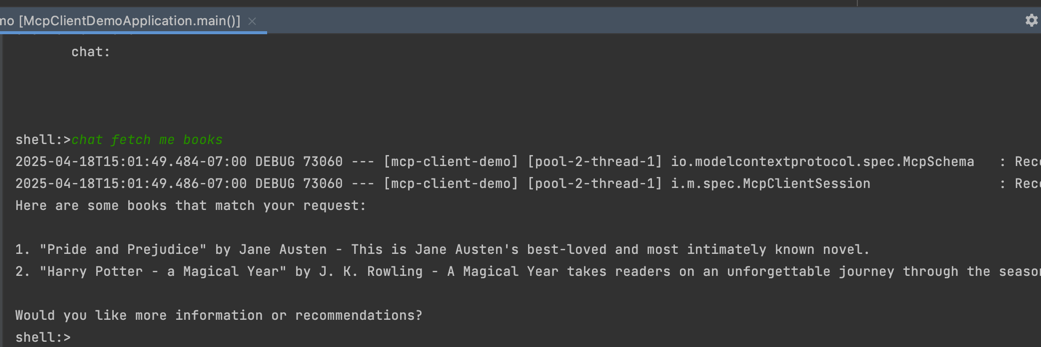 mo [McpClientDemoApplication.main()] ×
chat:
shell:>chat fetch me books
2025-04-18T15:01:49.484-07:00 DEBUG 73060 --- [mcp-client-demo] [pool-2-thread-1] io.modelcontextprotocol.spec.McpSchema : Rece
2025-04-18T15:01:49.486-07:00 DEBUG 73060 --- [mcp-client-demo] [pool-2-thread-1] i.m.spec.McpClientSession : Rece
Here are some books that match your request:
1. "Pride and Prejudice" by Jane Austen - This is Jane Austen's best-loved and most intimately known novel.
2. "Harry Potter - a Magical Year" by J. K. Rowling - A Magical Year takes readers on an unforgettable journey through the season
Would you like more information or recommendations?
shell:>